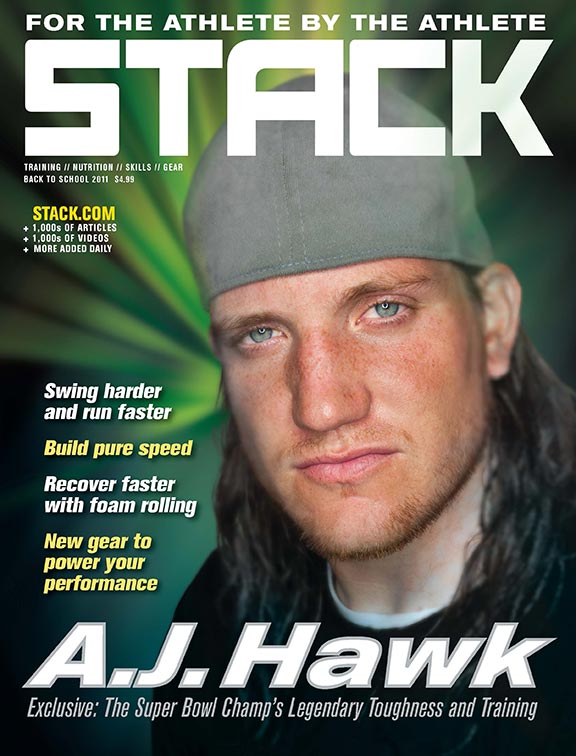 FOR THE ATHLETE BY THE ATHLETE
STACK
TRAINING // NUTRITION // SKILLS // GEAR
BACK TO SCHOOL 2011 $4.99
STACK.COM
+ 1,000s OF ARTICLES
+ 1,000s OF VIDEOS
+ MORE ADDED DAILY
Swing harder
and run faster
Build pure speed
Recover faster
with foam rolling
New gear to
power your
performance
A.J. Hawk
Exclusive: The Super Bowl Champ's Legendary Toughness and Training